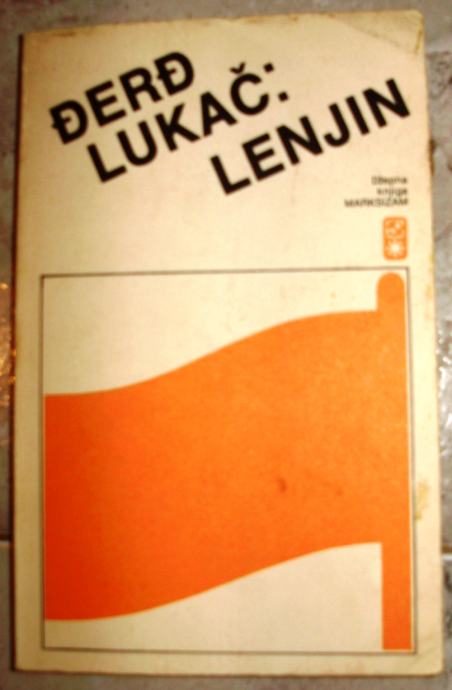 ĐERĐ
LUKAČ:
LENJIN
džepna
knjiga
MARKSIZAM